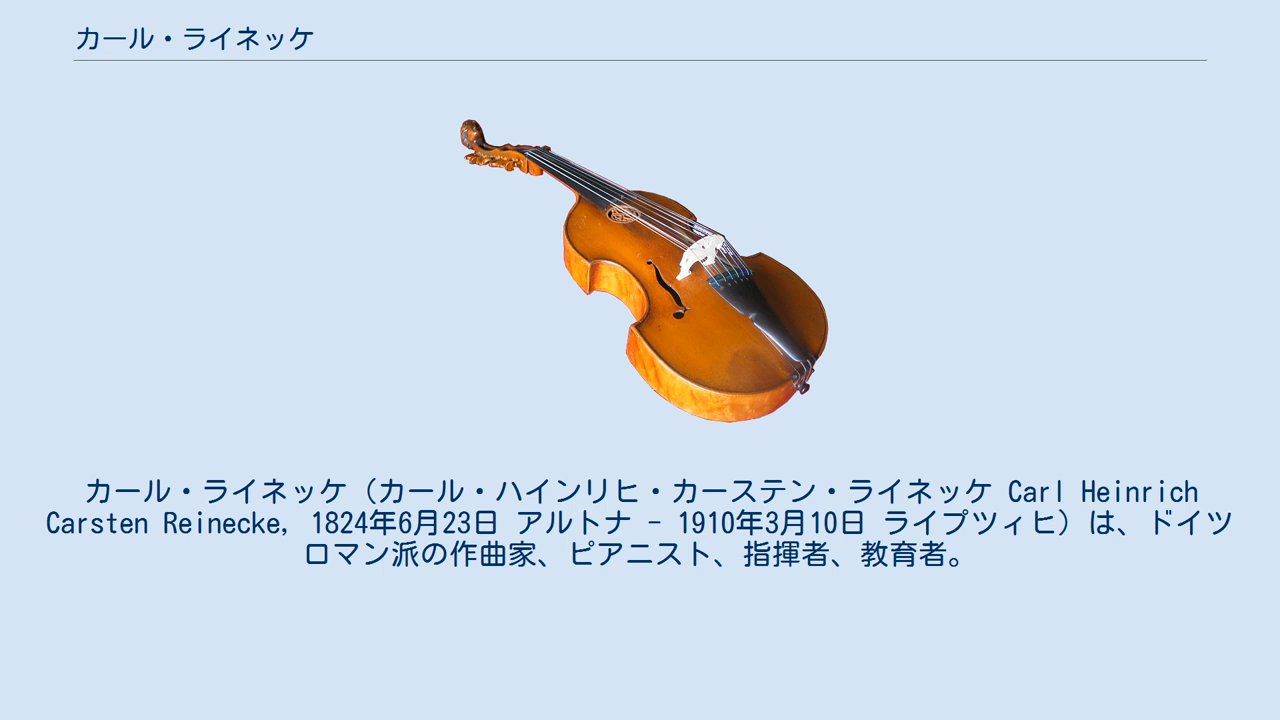 カール・ライネッケ
カール・ライネッケ（カール・ハインリヒ・カーステン・ライネッケ Carl Heinrich
Carsten Reinecke, 1824年6月23日 アルトナ - 1910年3月10日 ライプツィヒ）は、ドイツ
ロマン派の作曲家、ピアニスト、指揮者、教育者。